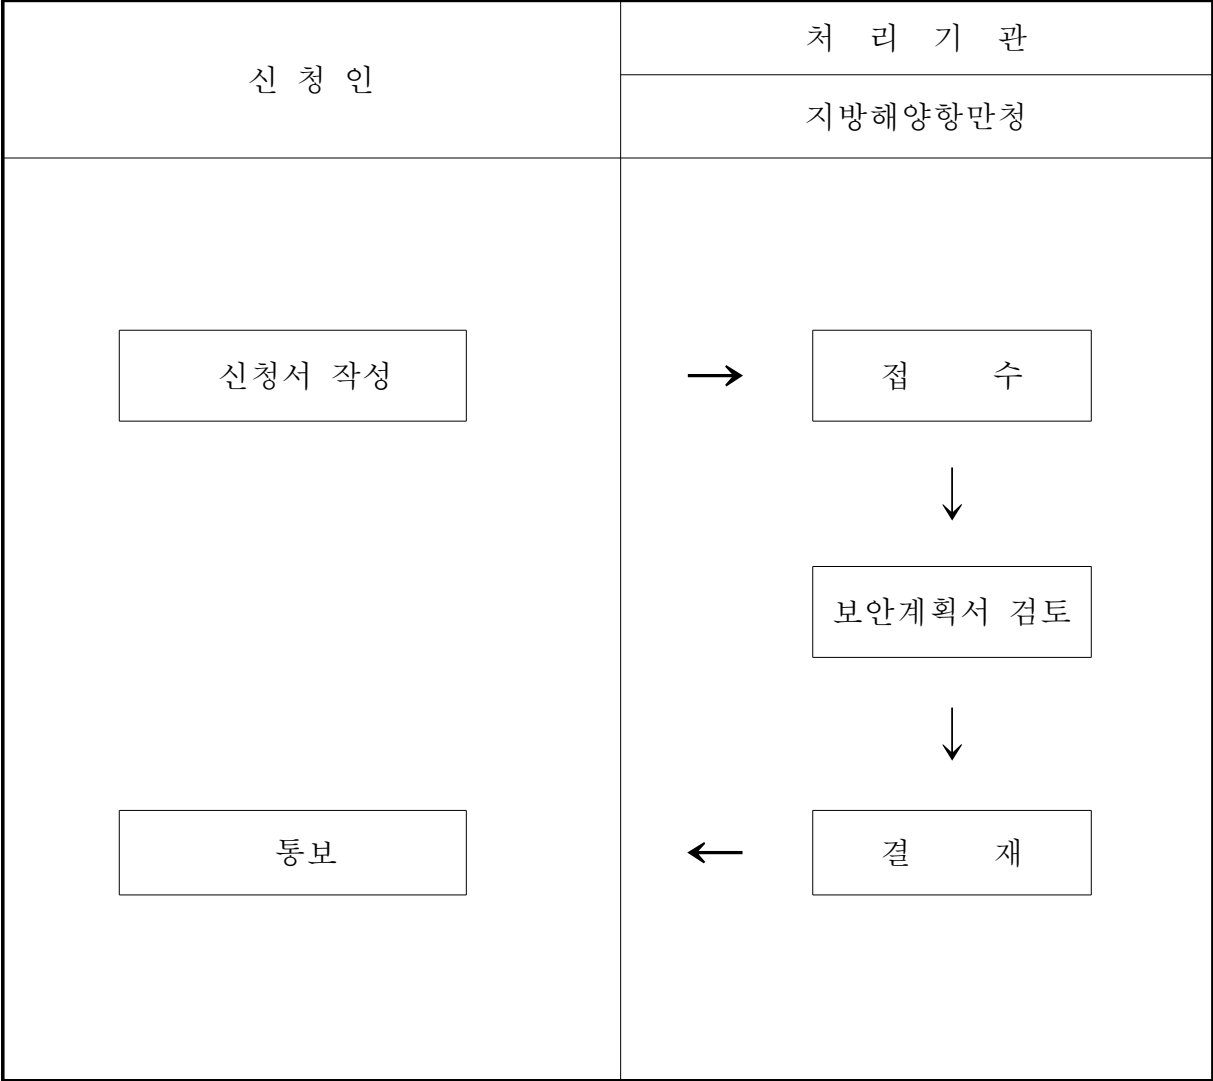 신 청 인
처 리 기 관
지방해양항만청
신청서 작성
→
접 수
↓
보안계획서 검토
↓
결 재
←
통보